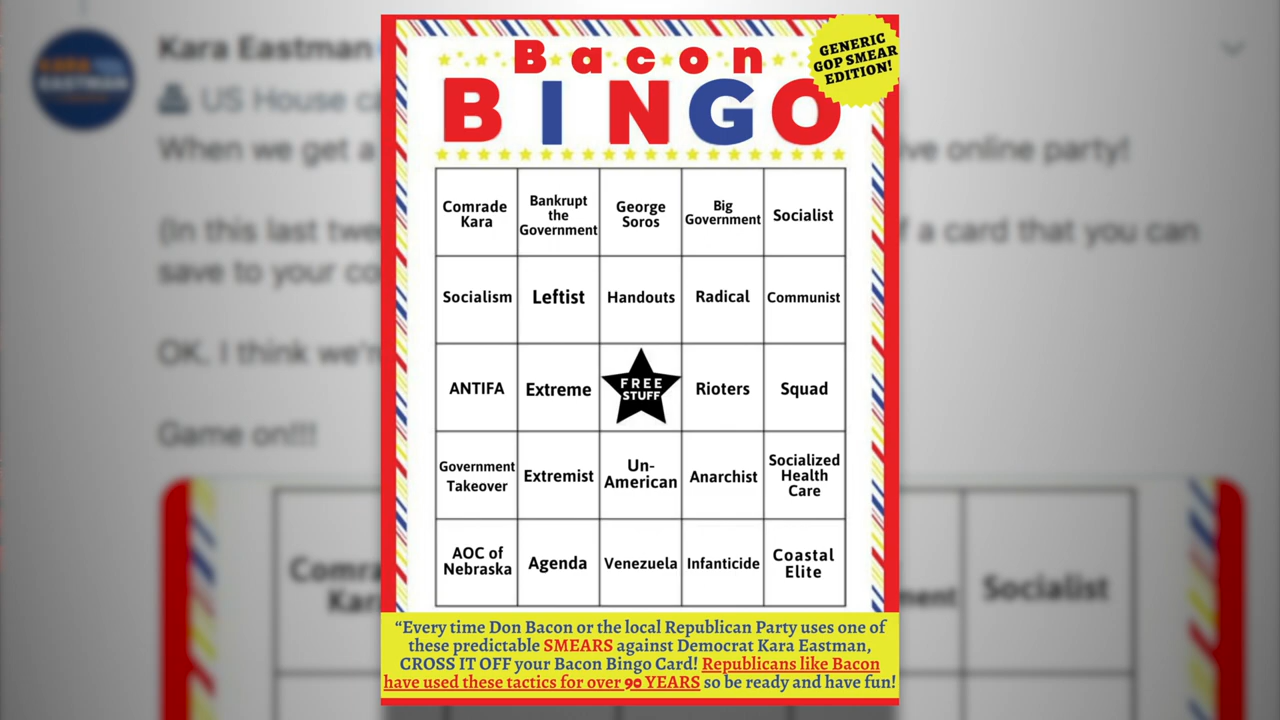 Kara Eastman
US House ca
When we get a
ve online party!
(In this last twe
f a card that you can
save to your co
OK. I think we'r
Game on!!!
Socialist
GENERIC
GOP SMEAR
EDITION!
Bacon
BINGO
Comrade
Kara
Bankrupt
the
Government
George
Soros
Big
Government
Socialist
Socialism
Leftist
Handouts
Radical
Communist
ANTIFA
Extreme
FREE
STUFF
Rioters
Squad
Government
Takeover
Extremist
Un-
American
Anarchist
Socialized
Health
Care
AOC of
Nebraska
Agenda
Venezuela
Infanticide
Coastal
Elite
“Every time Don Bacon or the local Republican Party uses one of
these predictable SMEARS against Democrat Kara Eastman,
CROSS IT OFF your Bacon Bingo Card! Republicans like Bacon
have used these tactics for over 90 YEARS so be ready and have fun!